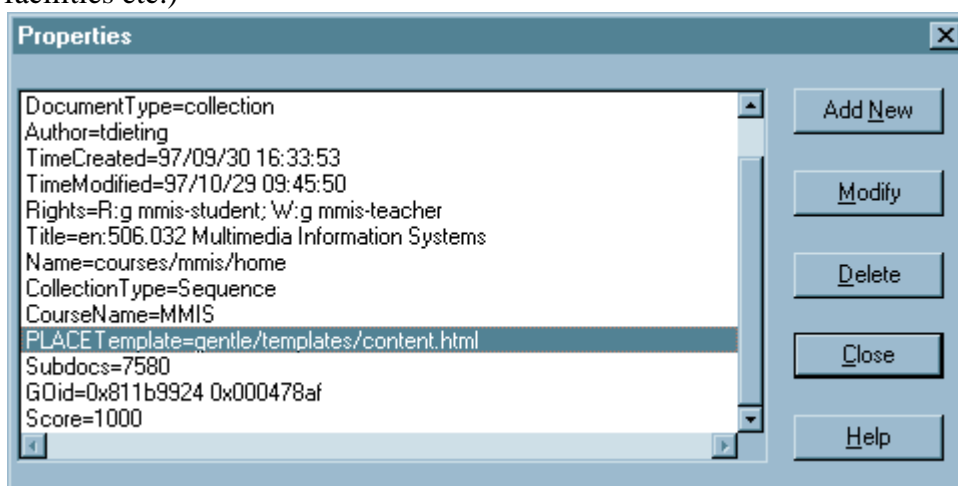 facilities etc.)
Properties
DocumentType=collection
Author=tdieting
TimeCreated=97/09/30 16:33:53
TimeModified=97/10/29 09:45:50
Rights=R:g mmis-student; W:g mmis-teacher
Title=en:506.032 Multimedia Information Systems
Name=courses/mmis/home
CollectionType=Sequence
CourseName=MMIS
PLACETemplate=gentle/templates/content.html
Subdocs=7580
GOid=0x811b9924 0x000478af
Score=1000
Add New
Modify
Delete
Close
Help